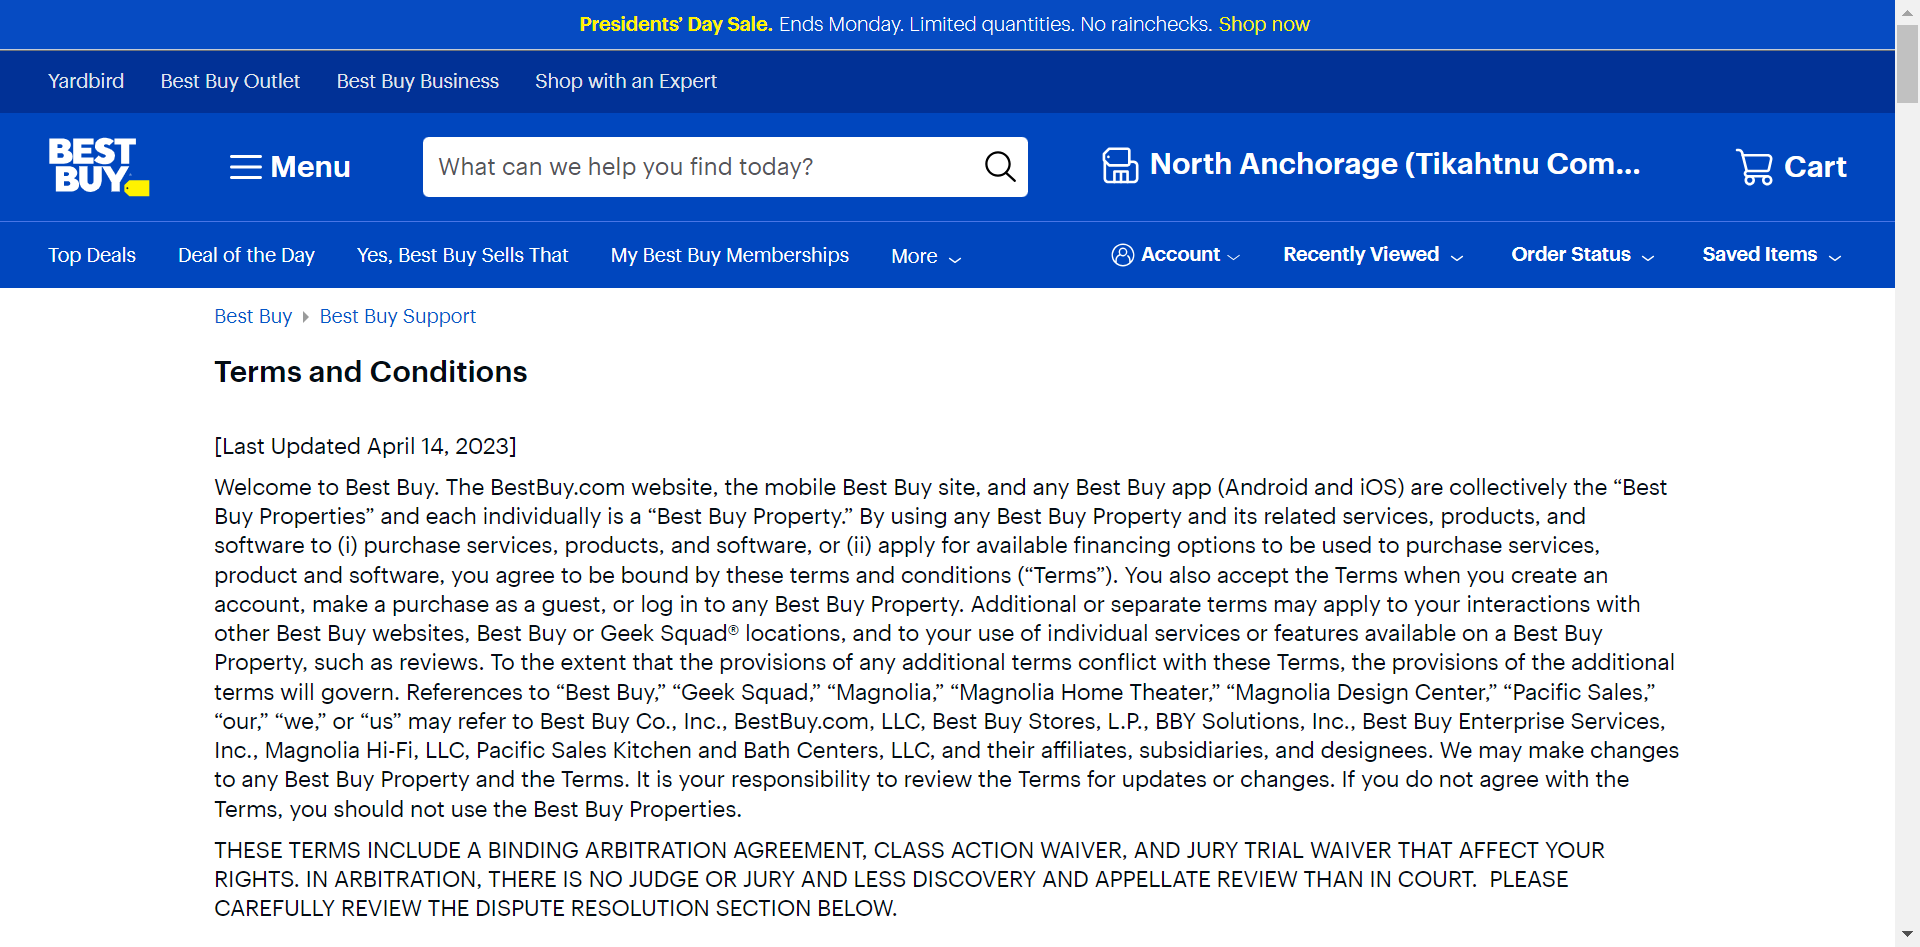 Presidents’ Day Sale. Ends Monday. Limited quantities. No rainchecks. Shop now
Yardbird Best Buy Outlet Best Buy Business Shop with an Expert
BEST
BUY
Menu
What can we help you find today?
North Anchorage (Tikahtnu Com...
Cart
Top Deals Deal of the Day Yes, Best Buy Sells That My Best Buy Memberships More Account Recently Viewed Order Status Saved Items
Best Buy Best Buy Support
Terms and Conditions
[Last Updated April 14, 2023]
Welcome to Best Buy. The BestBuy.com website, the mobile Best Buy site, and any Best Buy app (Android and iOS) are collectively the “Best
Buy Properties” and each individually is a “Best Buy Property.” By using any Best Buy Property and its related services, products, and
software to (i) purchase services, products, and software, or (ii) apply for available financing options to be used to purchase services,
product and software, you agree to be bound by these terms and conditions (“Terms”). You also accept the Terms when you create an
account, make a purchase as a guest, or log in to any Best Buy Property. Additional or separate terms may apply to your interactions with
other Best Buy websites, Best Buy or Geek Squad® locations, and to your use of individual services or features available on a Best Buy
Property, such as reviews. To the extent that the provisions of any additional terms conflict with these Terms, the provisions of the additional
terms will govern. References to “Best Buy,” “Geek Squad,” “Magnolia,” “Magnolia Home Theater,” “Magnolia Design Center,” “Pacific Sales,”
“our,” “we,” or “us” may refer to Best Buy Co., Inc., BestBuy.com, LLC, Best Buy Stores, L.P., BBY Solutions, Inc., Best Buy Enterprise Services,
Inc., Magnolia Hi-Fi, LLC, Pacific Sales Kitchen and Bath Centers, LLC, and their affiliates, subsidiaries, and designees. We may make changes
to any Best Buy Property and the Terms. It is your responsibility to review the Terms for updates or changes. If you do not agree with the
Terms, you should not use the Best Buy Properties.
THESE TERMS INCLUDE A BINDING ARBITRATION AGREEMENT, CLASS ACTION WAIVER, AND JURY TRIAL WAIVER THAT AFFECT YOUR
RIGHTS. IN ARBITRATION, THERE IS NO JUDGE OR JURY AND LESS DISCOVERY AND APPELLATE REVIEW THAN IN COURT.  PLEASE
CAREFULLY REVIEW THE DISPUTE RESOLUTION SECTION BELOW.